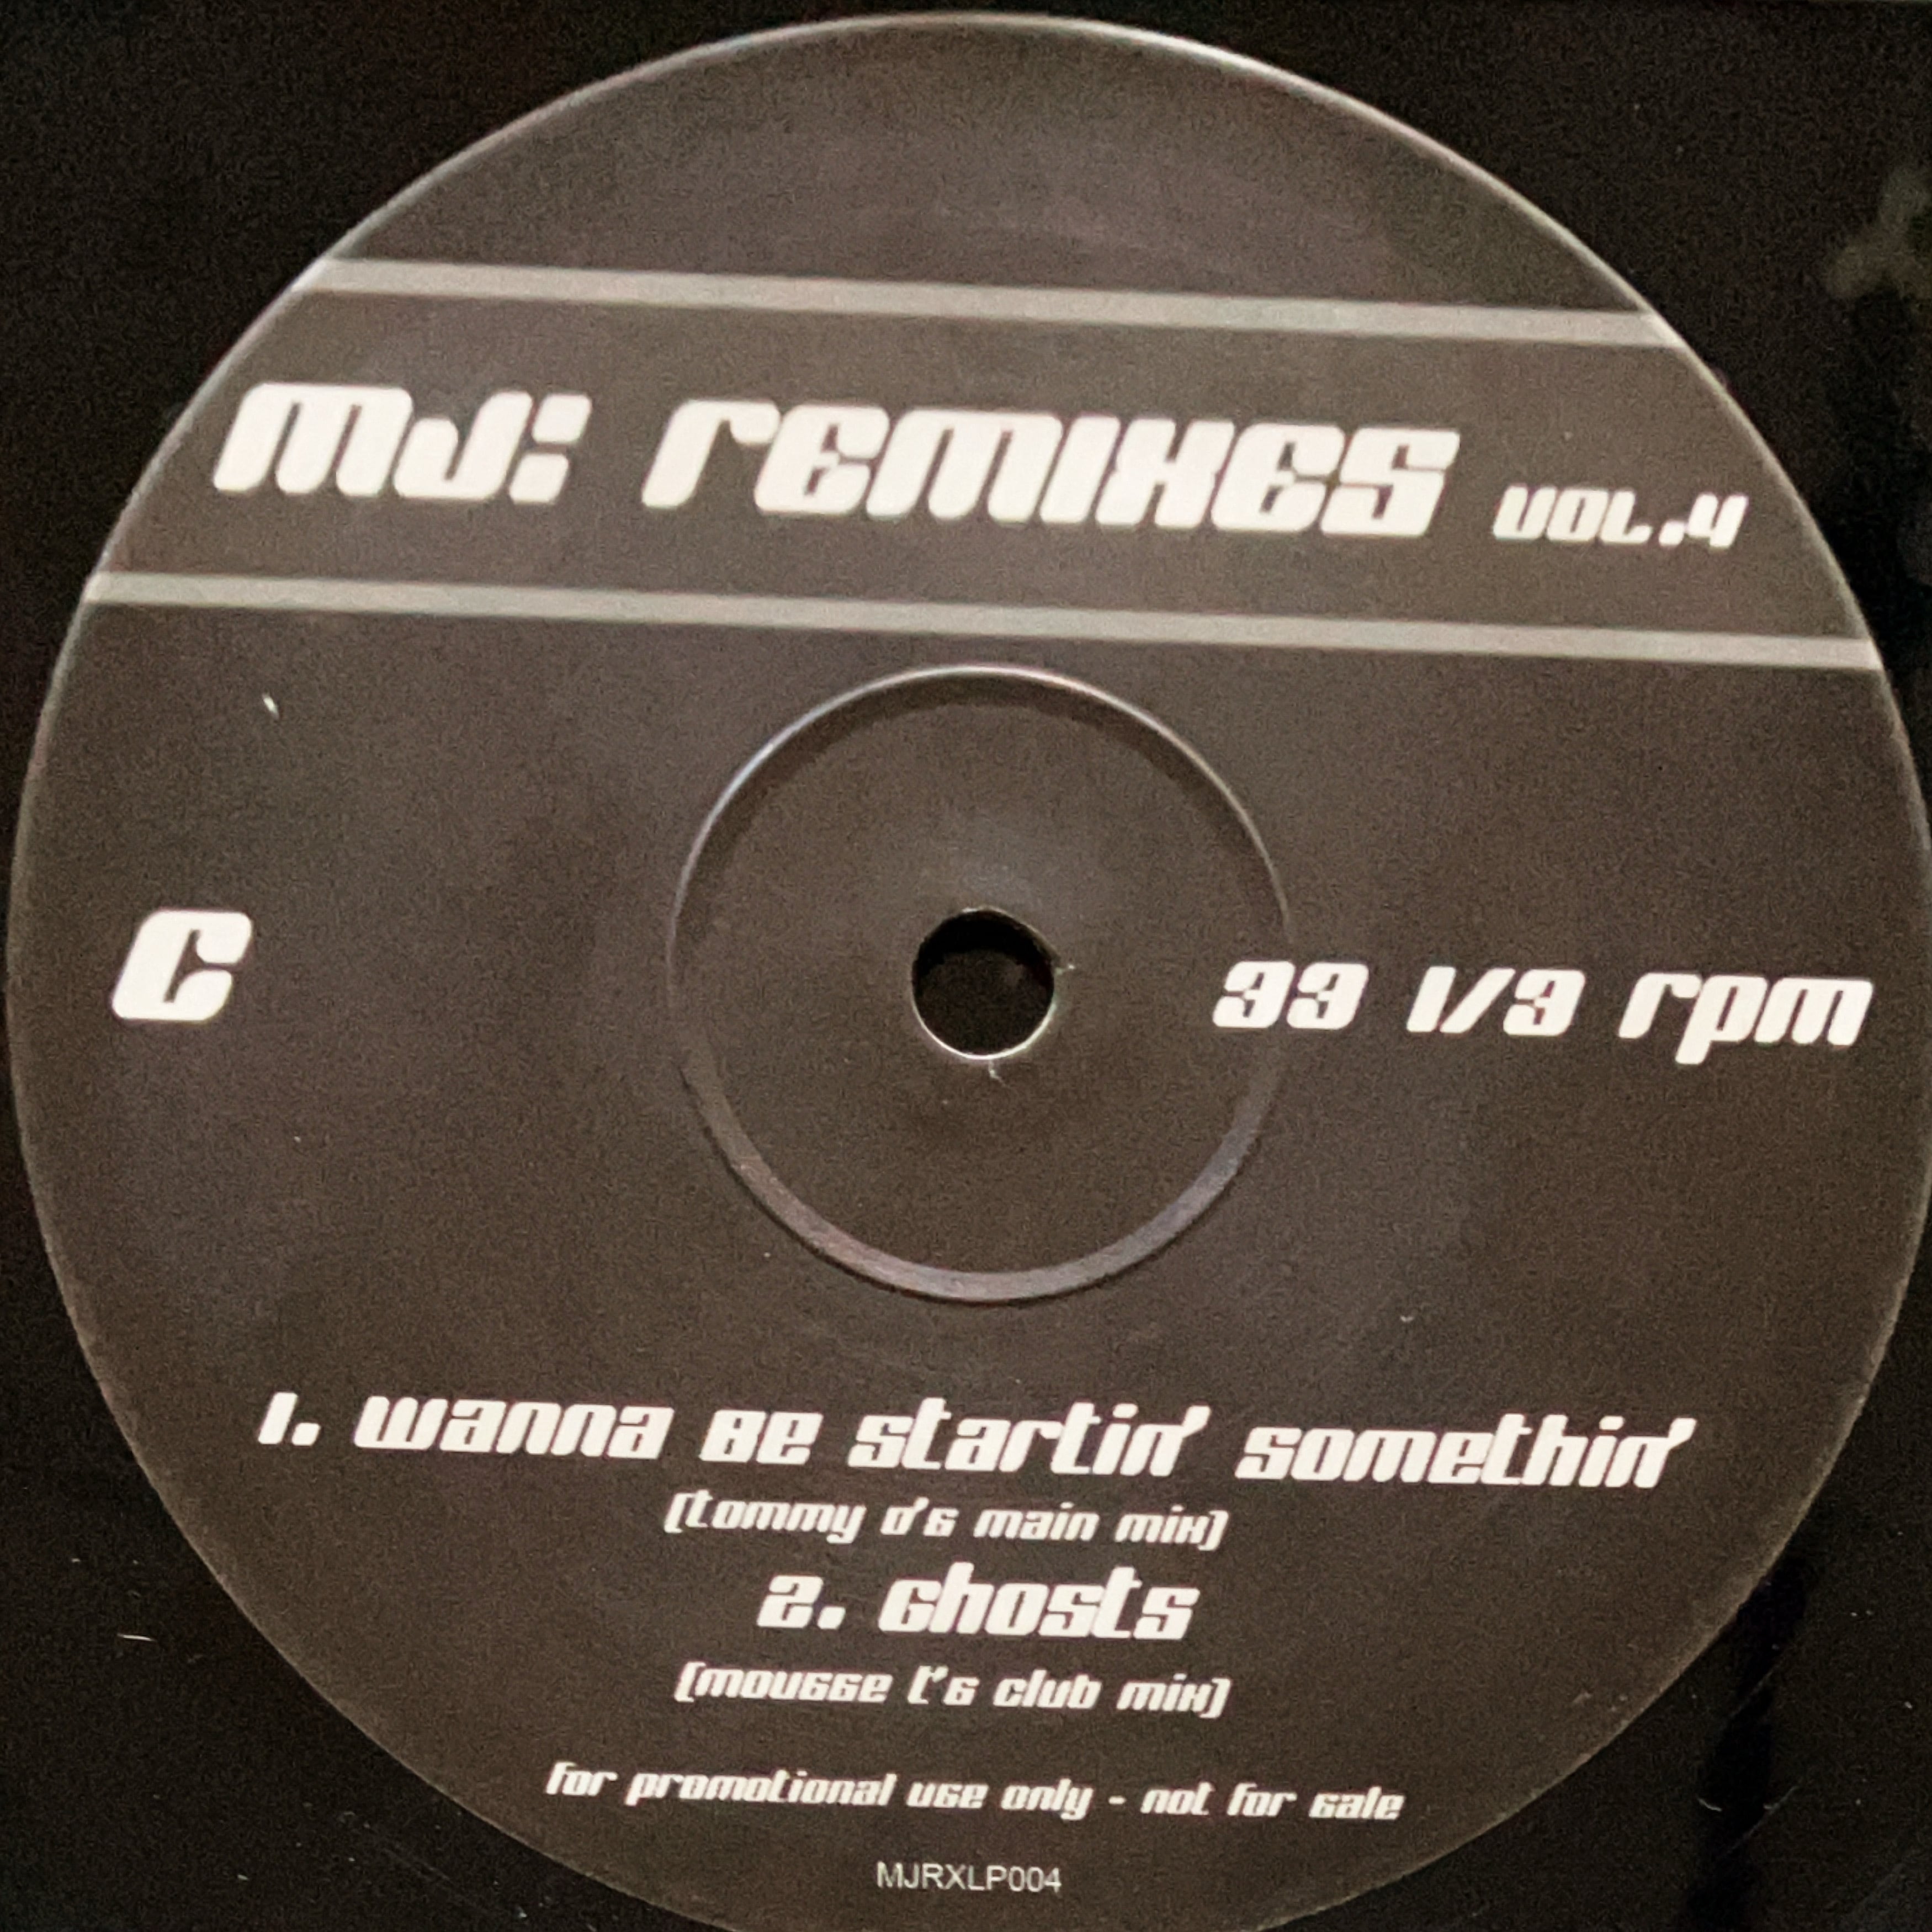 MJ: remixes vol.4
C
33 1/3 rpm
1. wanna be startin' somethin'
(tommy d's main mix)
2. Ghosts
(mousse t's club mix)
for promotional use only - not for sale
MJRXLP004